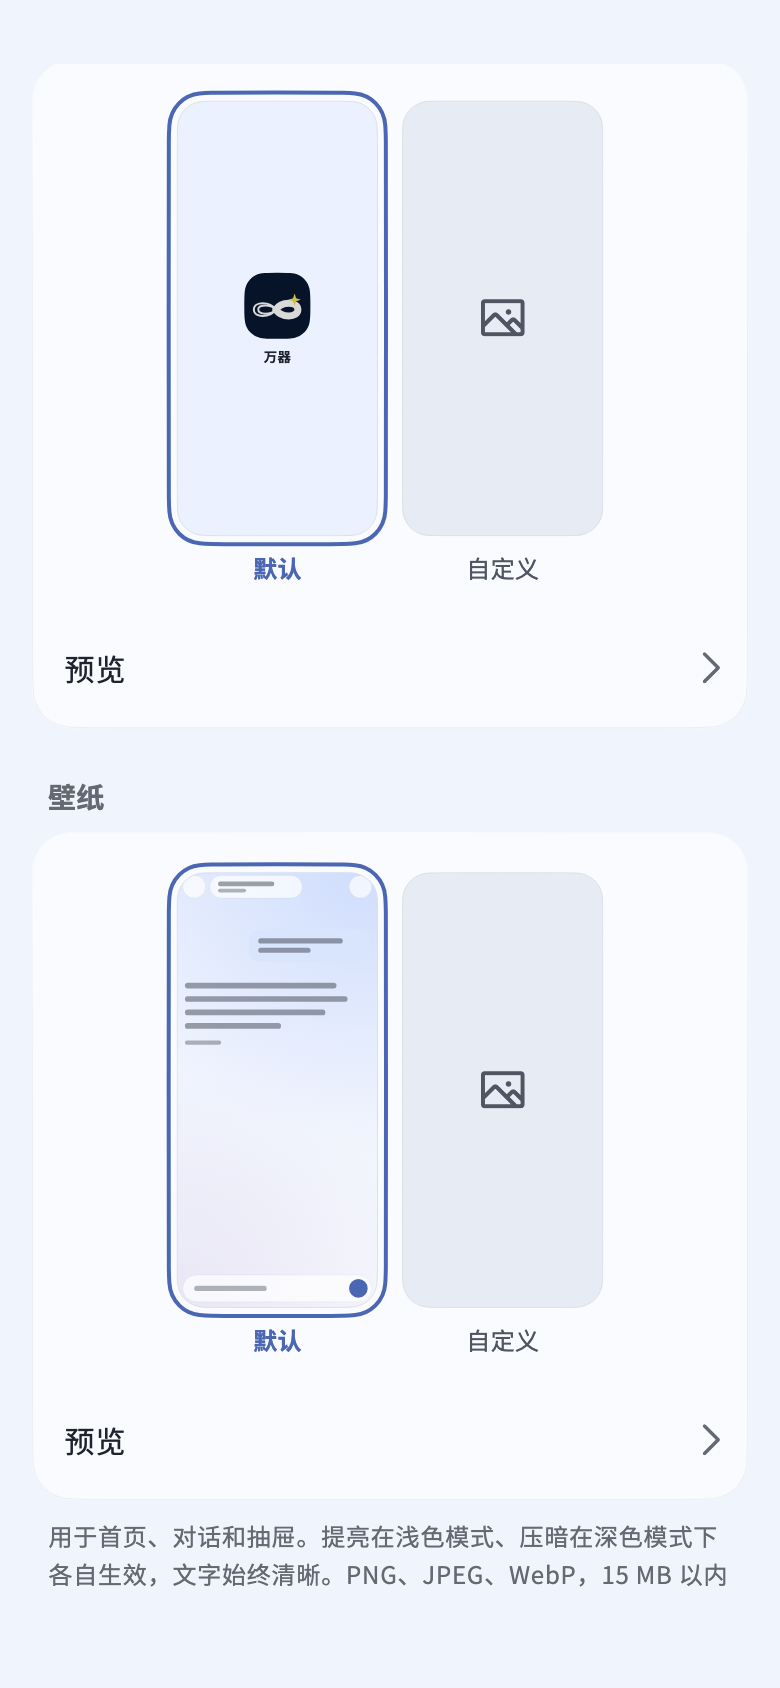 万器
默认
自定义
预览
壁纸
默认
自定义
预览
用于首页、对话和抽屉。提亮在浅色模式、压暗在深色模式下
各自生效，文字始终清晰。PNG、JPEG、WebP，15 MB 以内